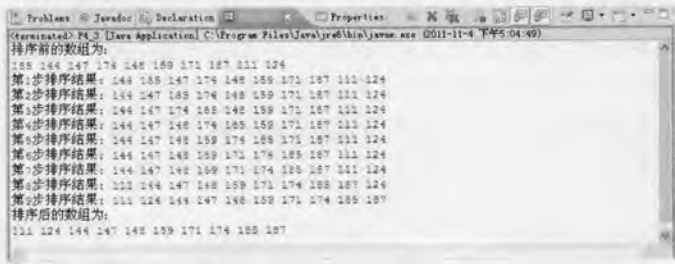 Problems @ Javadoc Declaration Properties
<terminated> P4_3 [Java Application] C:\Program Files\Java\jre6\bin\javaw.exe (2011-11-4 下午5:04:49)
排序前的数组为:
185 144 147 174 148 159 171 187 111 124
第1步排序结果: 144 185 147 174 148 159 171 187 111 124
第2步排序结果: 144 147 185 174 148 159 171 187 111 124
第3步排序结果: 144 147 174 185 148 159 171 187 111 124
第4步排序结果: 144 147 148 174 185 159 171 187 111 124
第5步排序结果: 144 147 148 159 174 185 171 187 111 124
第6步排序结果: 144 147 148 159 171 174 185 187 111 124
第7步排序结果: 144 147 148 159 171 174 185 187 111 124
第8步排序结果: 111 144 147 148 159 171 174 185 187 124
第9步排序结果: 111 124 144 147 148 159 171 174 185 187
排序后的数组为:
111 124 144 147 148 159 171 174 185 187